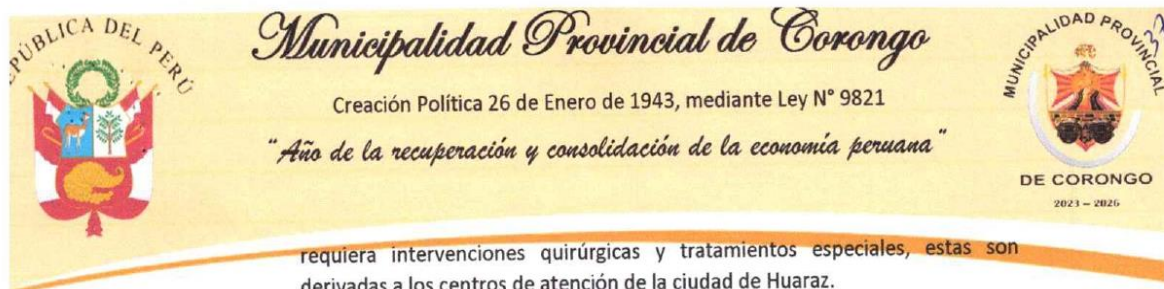 REPÚBLICA DEL PERÚ
Municipalidad Provincial de Corongo
Creación Política 26 de Enero de 1943, mediante Ley N° 9821
"Año de la recuperación y consolidación de la economía peruana"
MUNICIPALIDAD PROVINCIAL
DE CORONGO
2023 – 2026
requiera intervenciones quirúrgicas y tratamientos especiales, estas son
derivadas a los centros de atención de la ciudad de Huaraz.